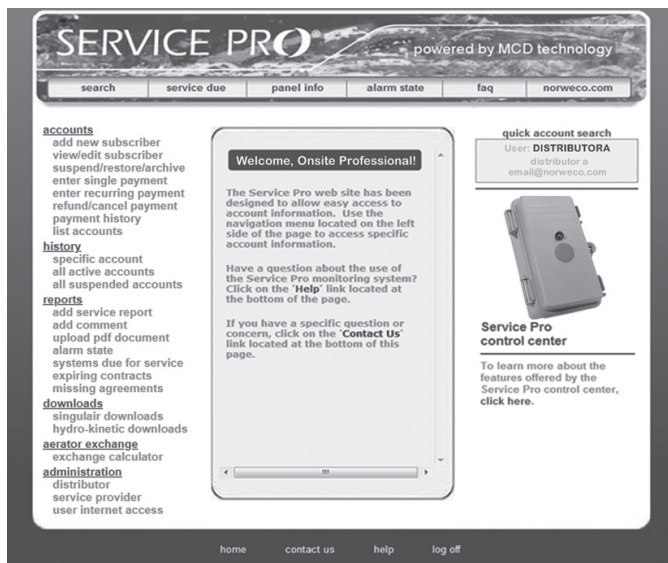 SERVICE PRO®
powered by MCD technology
search
service due
panel info
alarm state
faq
norweco.com
accounts
add new subscriber
view/edit subscriber
suspend/restore/archive
enter single payment
enter recurring payment
refund/cancel payment
payment history
list accounts
history
specific account
all active accounts
all suspended accounts
reports
add service report
add comment
upload pdf document
alarm state
systems due for service
expiring contracts
missing agreements
downloads
singulair downloads
hydro-kinetic downloads
aerator exchange
exchange calculator
administration
distributor
service provider
user internet access
Welcome, Onsite Professional!
The Service Pro web site has been
designed to allow easy access to
account information. Use the
navigation menu located on the left
side of the page to access specific
account information.
Have a question about the use of
the Service Pro monitoring system?
Click on the 'Help' link located at
the bottom of the page.
If you have a specific question or
concern, click on the 'Contact Us'
link located at the bottom of this
page.
quick account search
User: DISTRIBUTORA
distributor a
email@norweco.com
Service Pro
control center
To learn more about the
features offered by the
Service Pro control center,
click here.
home
contact us
help
log off